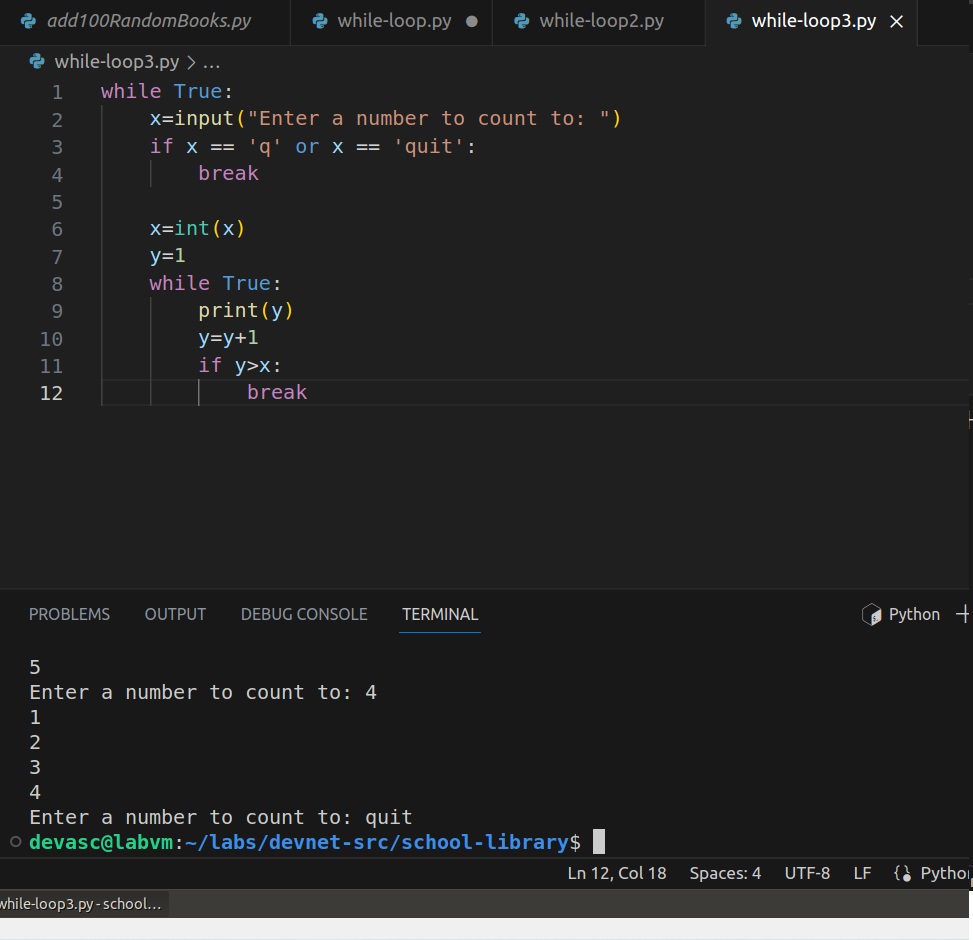 add100RandomBooks.py while-loop.py while-loop2.py while-loop3.py
while-loop3.py > ...
1 while True:
2     x=input("Enter a number to count to: ")
3     if x == 'q' or x == 'quit':
4         break
5
6     x=int(x)
7     y=1
8     while True:
9         print(y)
10         y=y+1
11         if y>x:
12             break
PROBLEMS OUTPUT DEBUG CONSOLE TERMINAL Python
5
Enter a number to count to: 4
1
2
3
4
Enter a number to count to: quit
devasc@labvm:~/labs/devnet-src/school-library$
Ln 12, Col 18 Spaces: 4 UTF-8 LF Pytho
while-loop3.py - school...